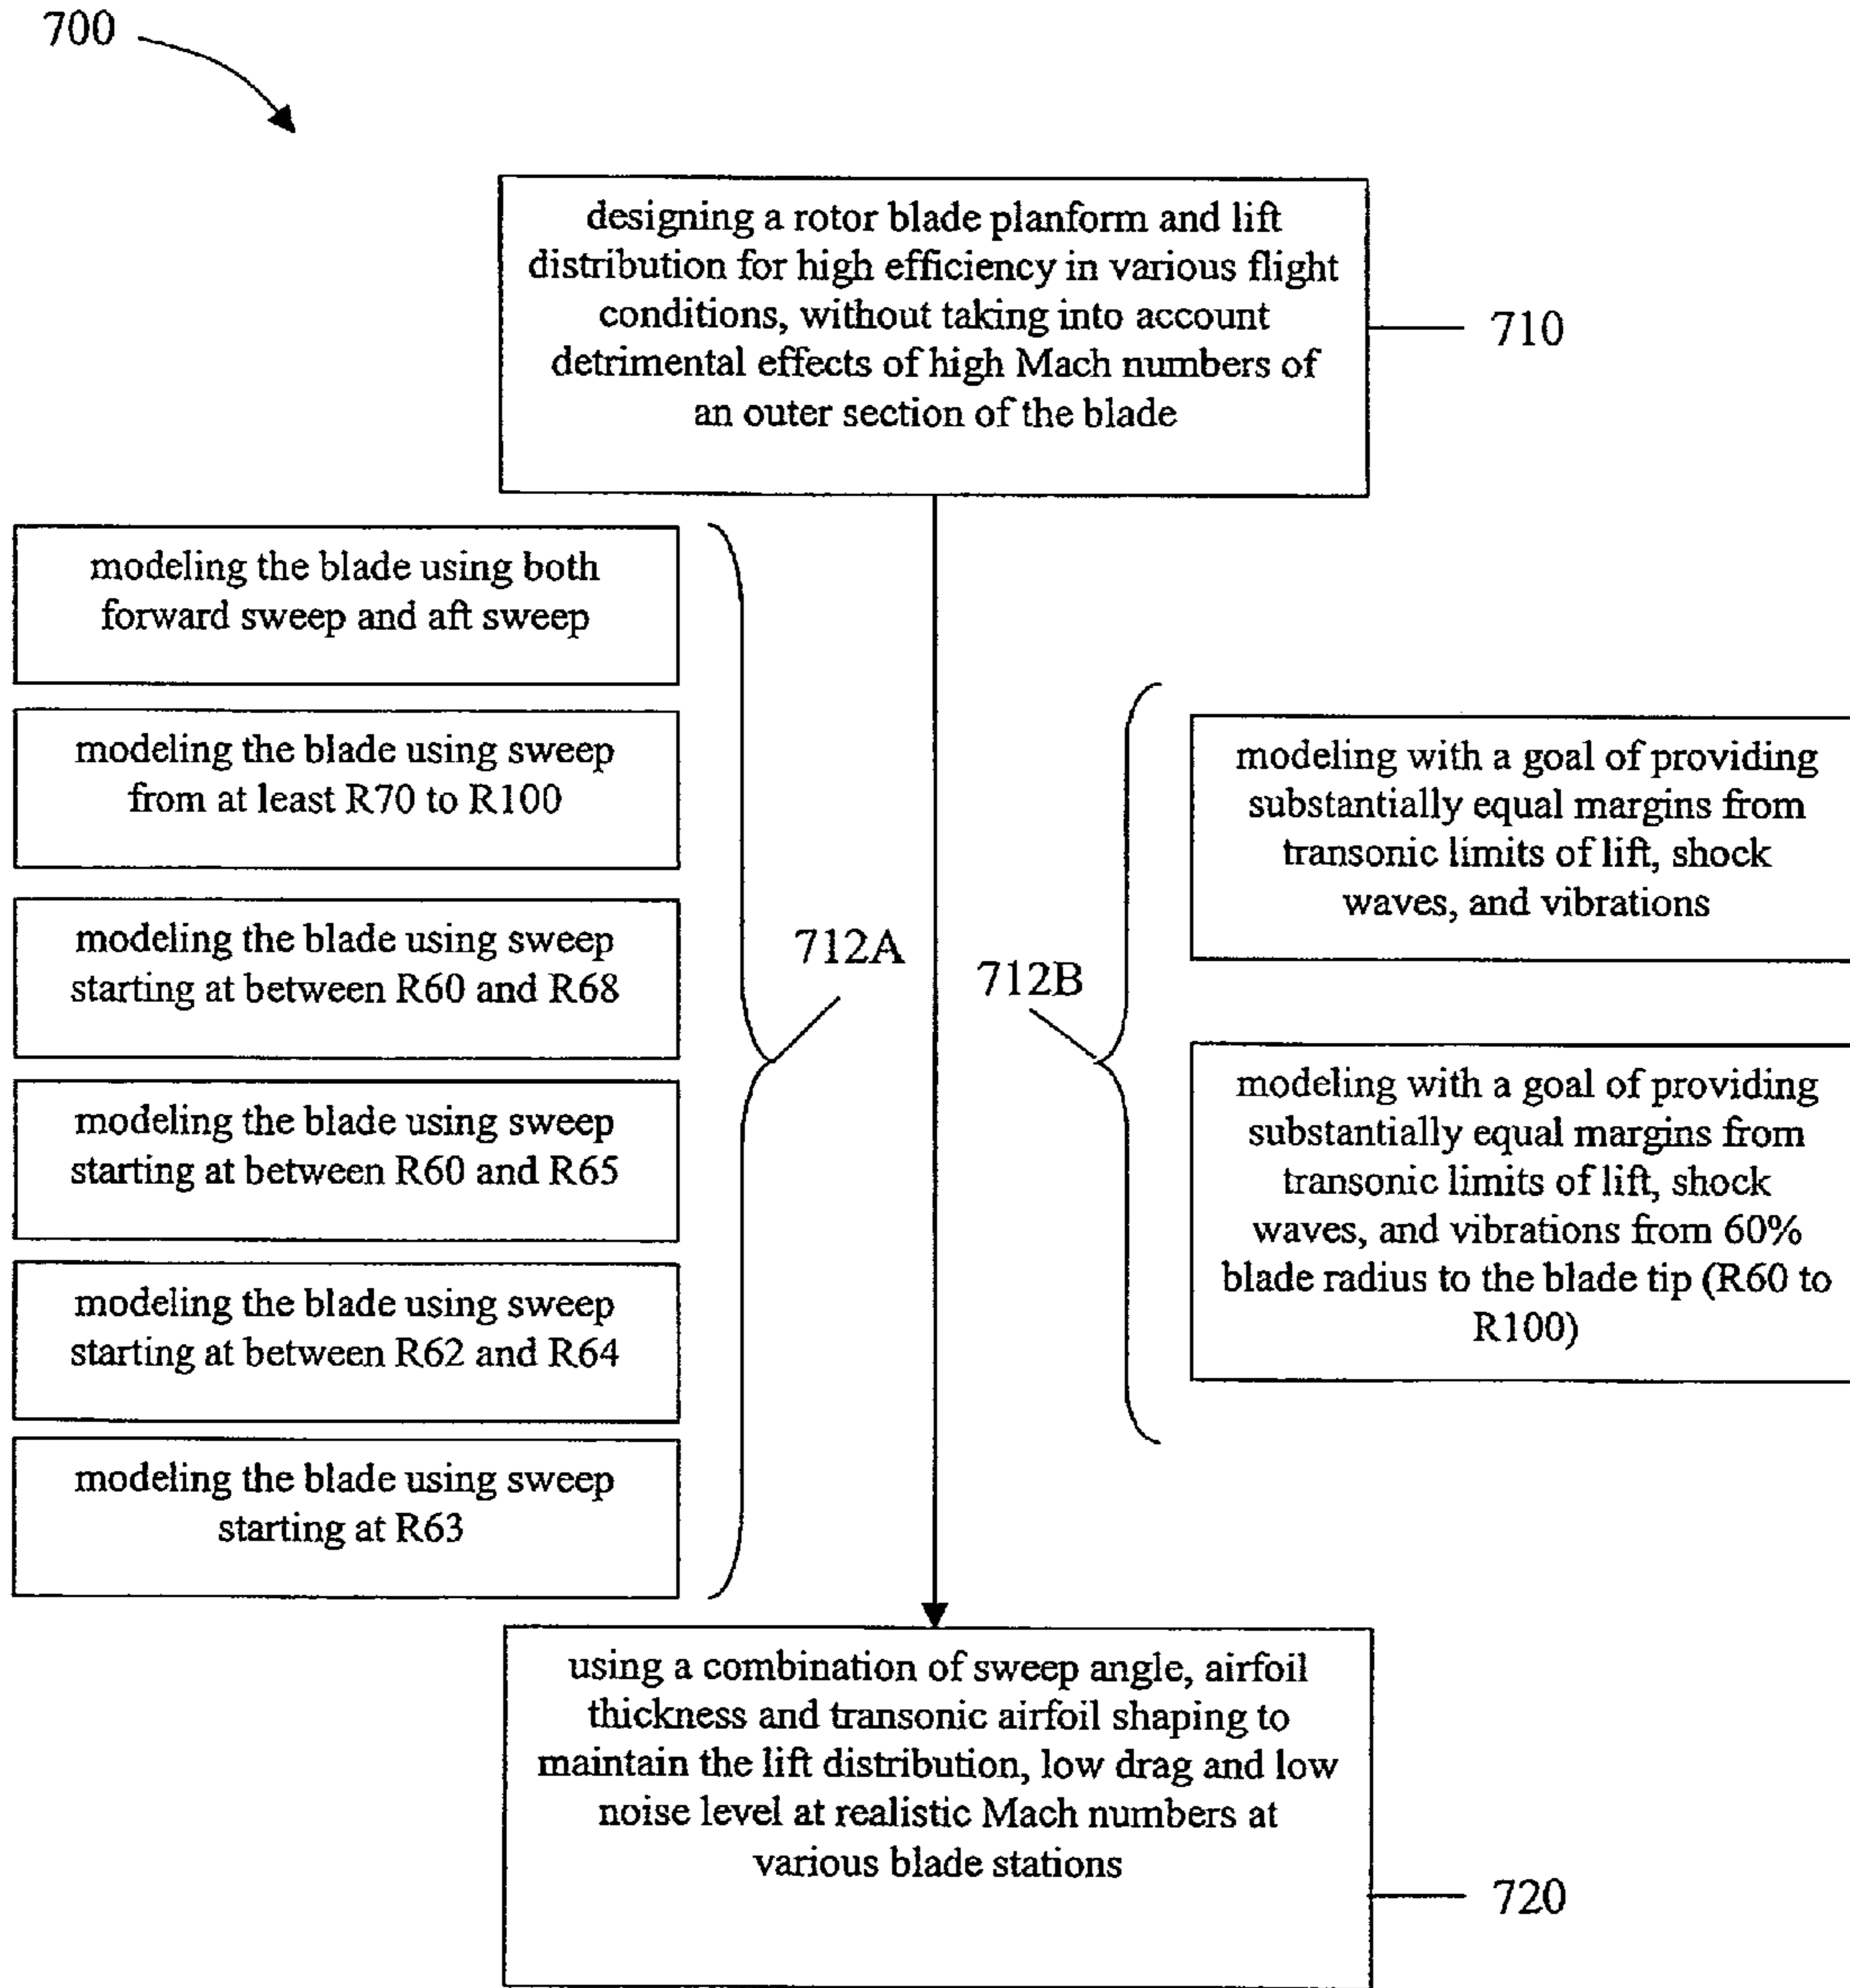 700
designing a rotor blade planform and lift
distribution for high efficiency in various flight
conditions, without taking into account
detrimental effects of high Mach numbers of
an outer section of the blade
710
modeling the blade using both
forward sweep and aft sweep
modeling the blade using sweep
from at least R70 to R100
modeling the blade using sweep
starting at between R60 and R68
modeling the blade using sweep
starting at between R60 and R65
modeling the blade using sweep
starting at between R62 and R64
modeling the blade using sweep
starting at R63
712A
712B
modeling with a goal of providing
substantially equal margins from
transonic limits of lift, shock
waves, and vibrations
modeling with a goal of providing
substantially equal margins from
transonic limits of lift, shock
waves, and vibrations from 60%
blade radius to the blade tip (R60 to
R100)
using a combination of sweep angle, airfoil
thickness and transonic airfoil shaping to
maintain the lift distribution, low drag and low
noise level at realistic Mach numbers at
various blade stations
720